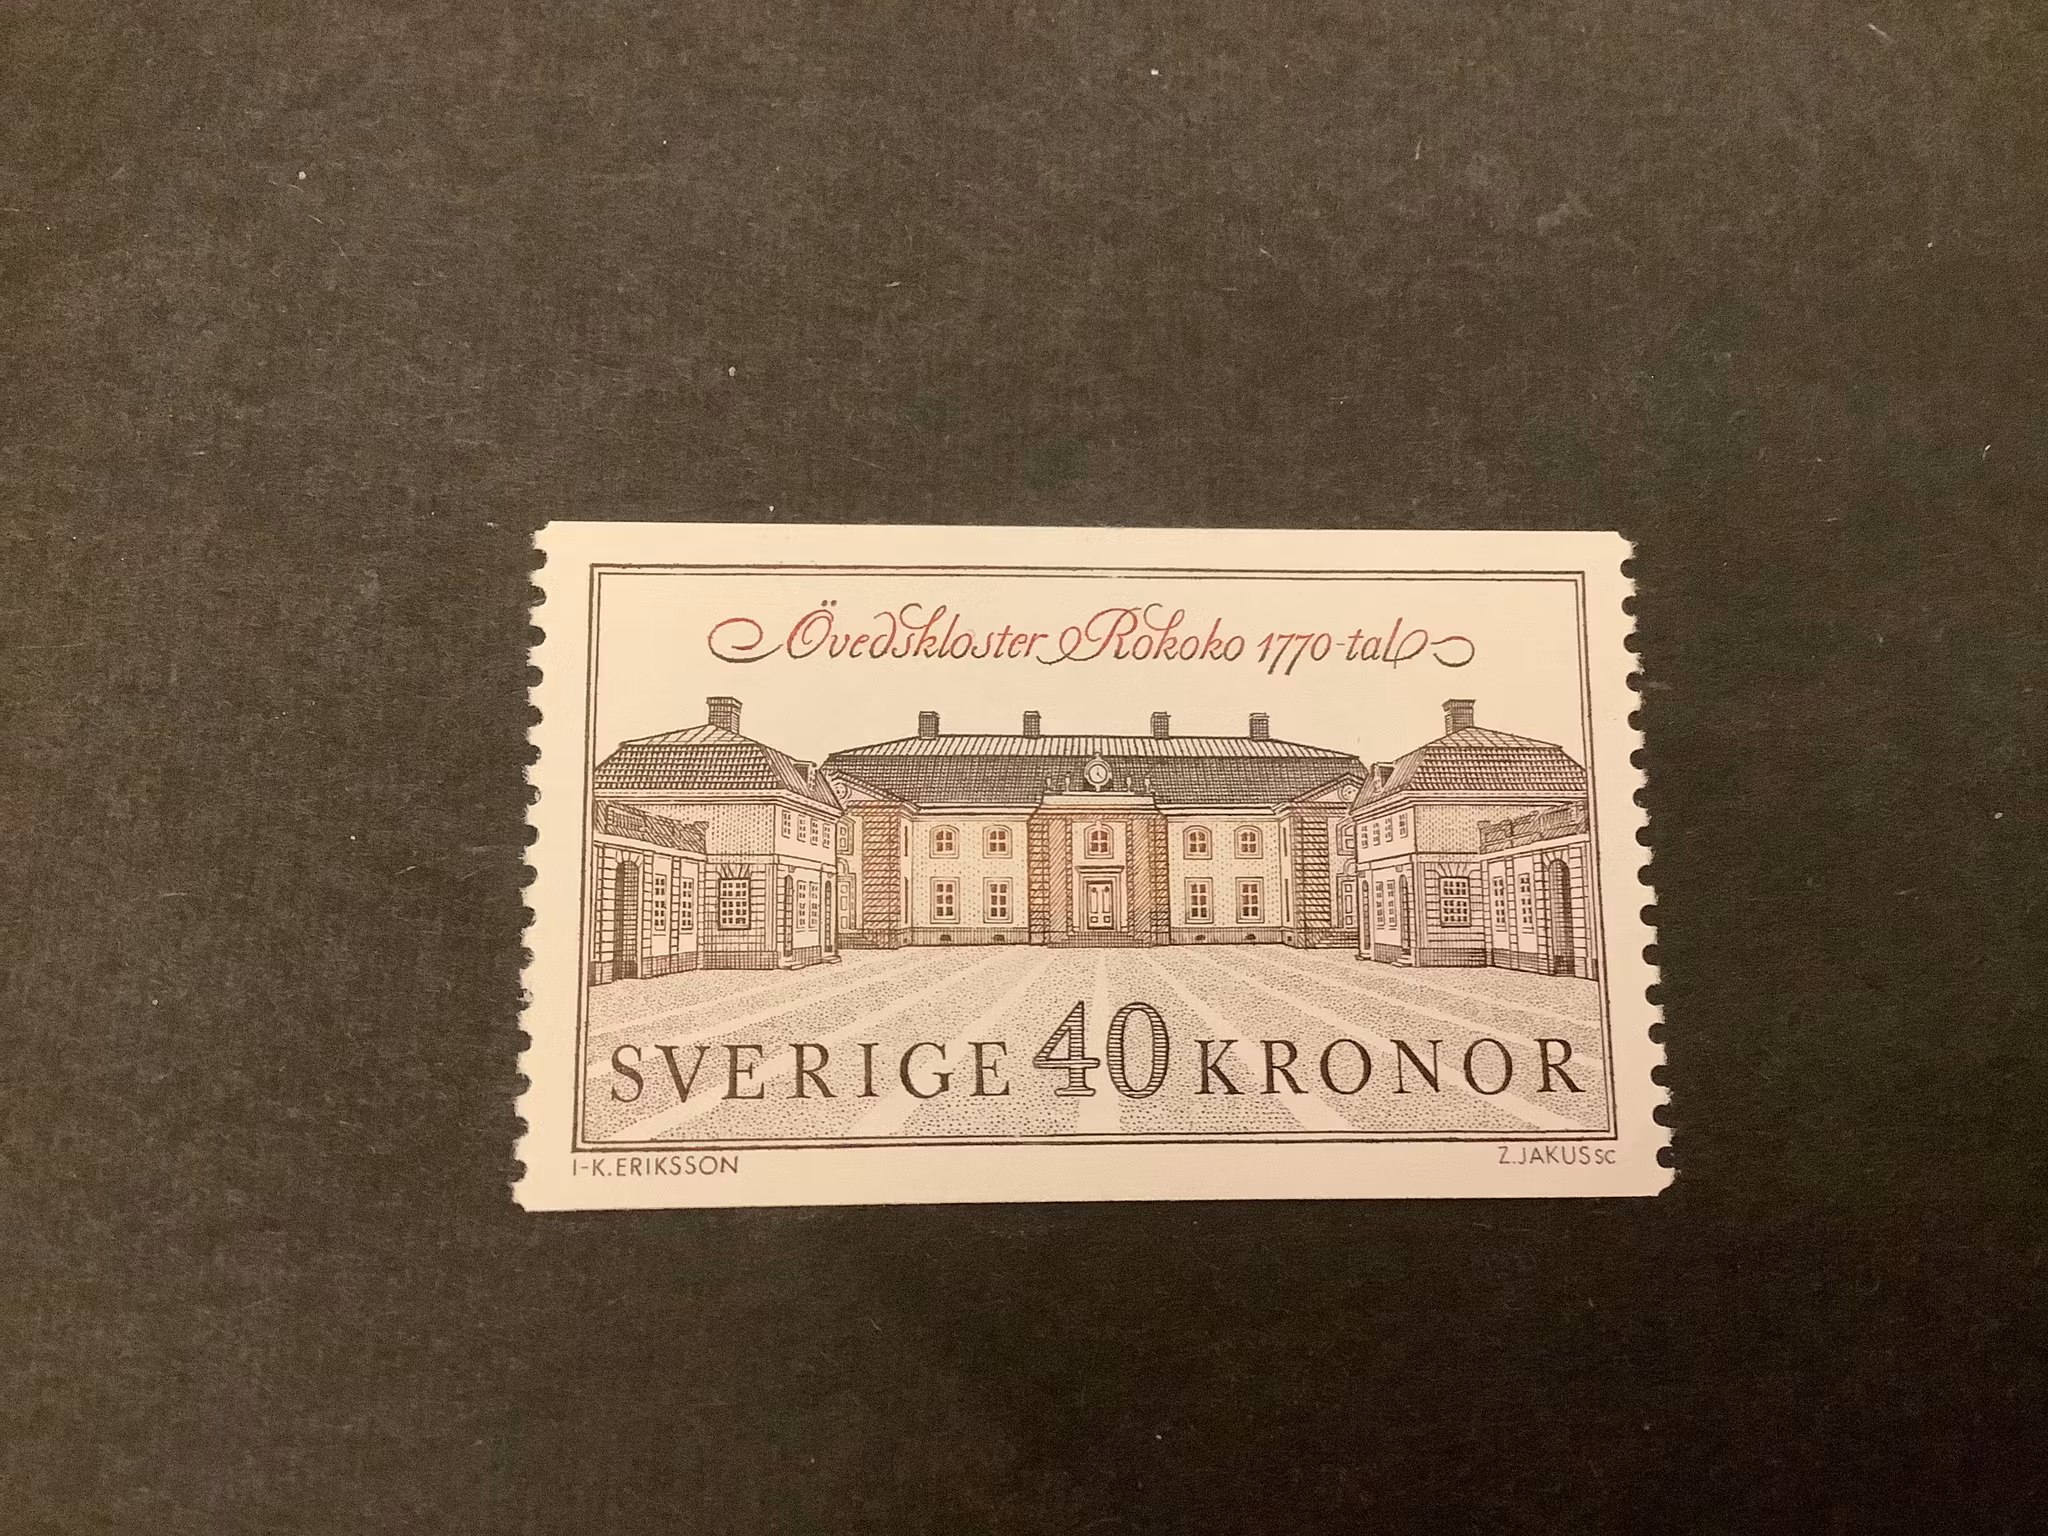 Övedskloster Rokoko 1770-tal
SVERIGE 40 KRONOR
I-K.ERIKSSON Z.JAKUS SC